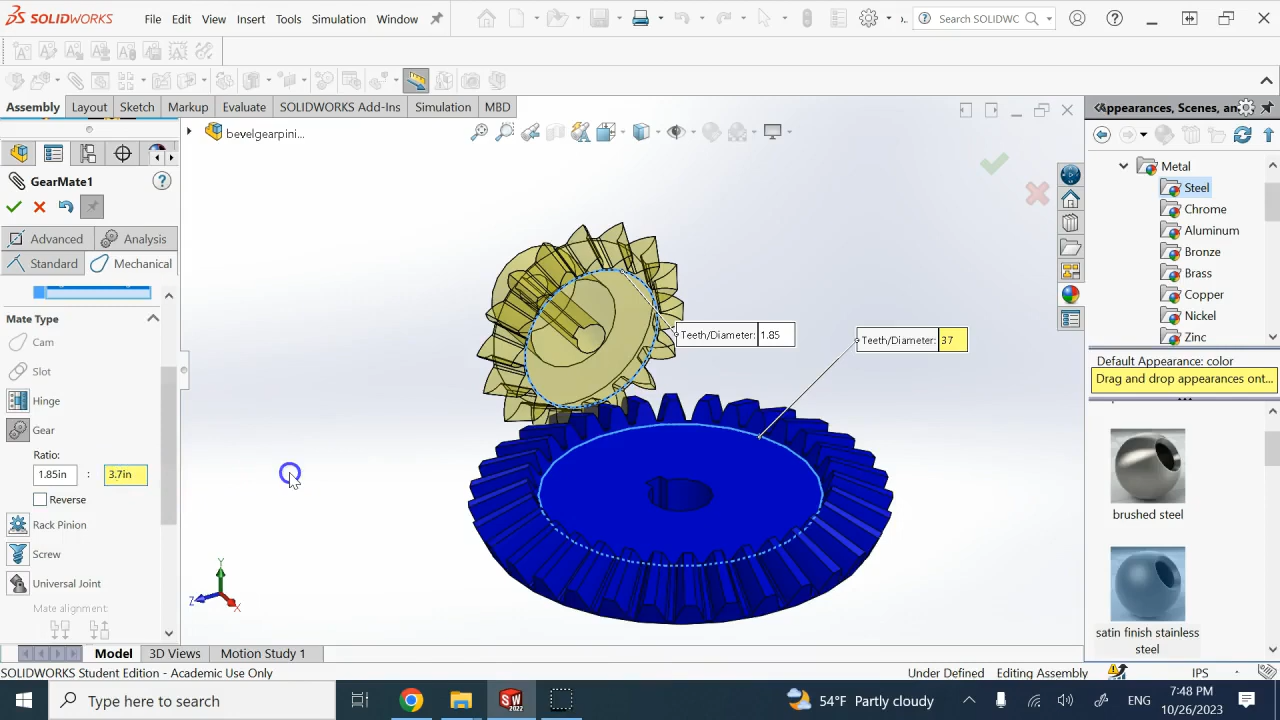 SOLIDWORKS File Edit View Insert Tools Simulation Window Search SOLIDWC
Assembly Layout Sketch Markup Evaluate SOLIDWORKS Add-Ins Simulation MBD
bevelgearpini...
GearMate1
Advanced Analysis
Standard Mechanical
Mate Type
Cam
Slot
Hinge
Gear
Ratio:
1.85in : 3.7in
Reverse
Rack Pinion
Screw
Universal Joint
Mate alignment:
Teeth/Diameter: 1.85
Teeth/Diameter: 37
Y
Z
X
Appearances, Scenes, an
Metal
Steel
Chrome
Aluminum
Bronze
Brass
Copper
Nickel
Zinc
Default Appearance: color
Drag and drop appearances ont...
brushed steel
satin finish stainless
steel
Model 3D Views Motion Study 1
SOLIDWORKS Student Edition - Academic Use Only Under Defined Editing Assembly IPS
Type here to search
SW
2022
54°F Partly cloudy
ENG
7:48 PM
10/26/2023